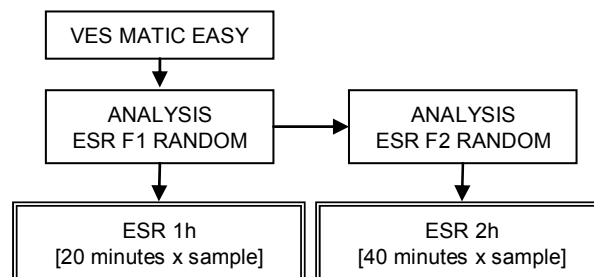 VES MATIC EASY
ANALYSIS
ESR F1 RANDOM
ANALYSIS
ESR F2 RANDOM
ESR 1h
[20 minutes x sample]
ESR 2h
[40 minutes x sample]